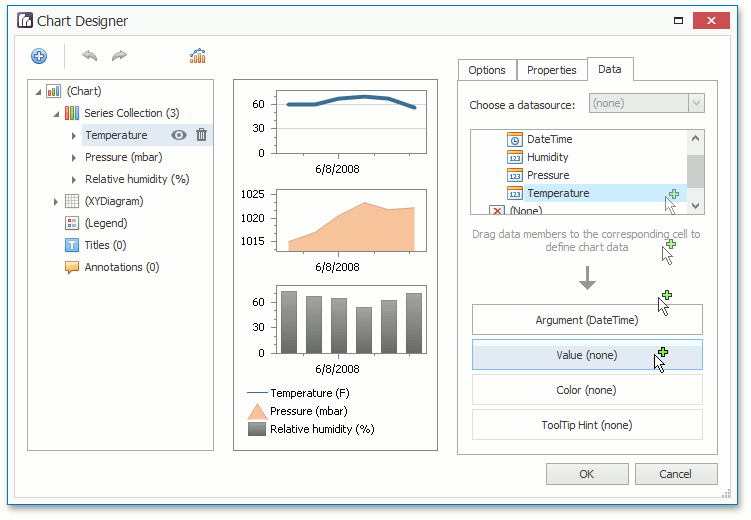 Chart Designer
(Chart)
Series Collection (3)
Temperature
Pressure (mbar)
Relative humidity (%)
(XYDiagram)
(Legend)
Titles (0)
Annotations (0)
60
30
0
6/8/2008
1025
1020
1015
6/8/2008
60
30
0
6/8/2008
Temperature (F)
Pressure (mbar)
Relative humidity (%)
Options
Properties
Data
Choose a datasource:
(none)
DateTime
123 Humidity
123 Pressure
123 Temperature
(None)
Drag data members to the corresponding cell to
define chart data
Argument (DateTime)
Value (none)
Color (none)
ToolTip Hint (none)
OK
Cancel